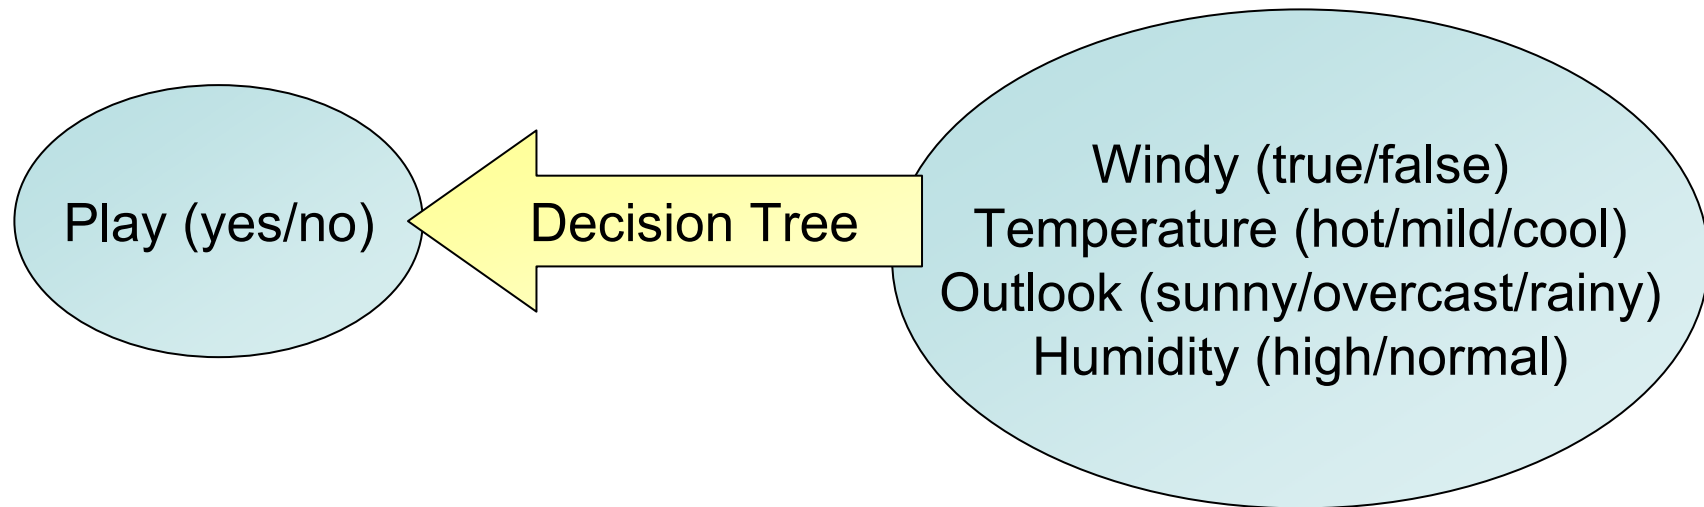 Play (yes/no)
Decision Tree
Windy (true/false)
Temperature (hot/mild/cool)
Outlook (sunny/overcast/rainy)
Humidity (high/normal)